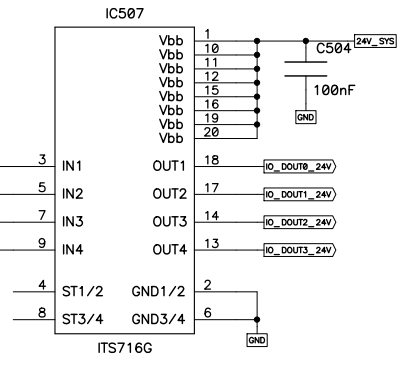 IC507
Vbb 1 24V_SYS
Vbb 10 C504
Vbb 11
Vbb 12
Vbb 15 100nF
Vbb 16
Vbb 19 GND
Vbb 20
3 IN1 OUT1 18 IO_DOUT0_24V
5 IN2 OUT2 17 IO_DOUT1_24V
7 IN3 OUT3 14 IO_DOUT2_24V
9 IN4 OUT4 13 IO_DOUT3_24V
4 ST1/2 GND1/2 2
8 ST3/4 GND3/4 6
GND
ITS716G